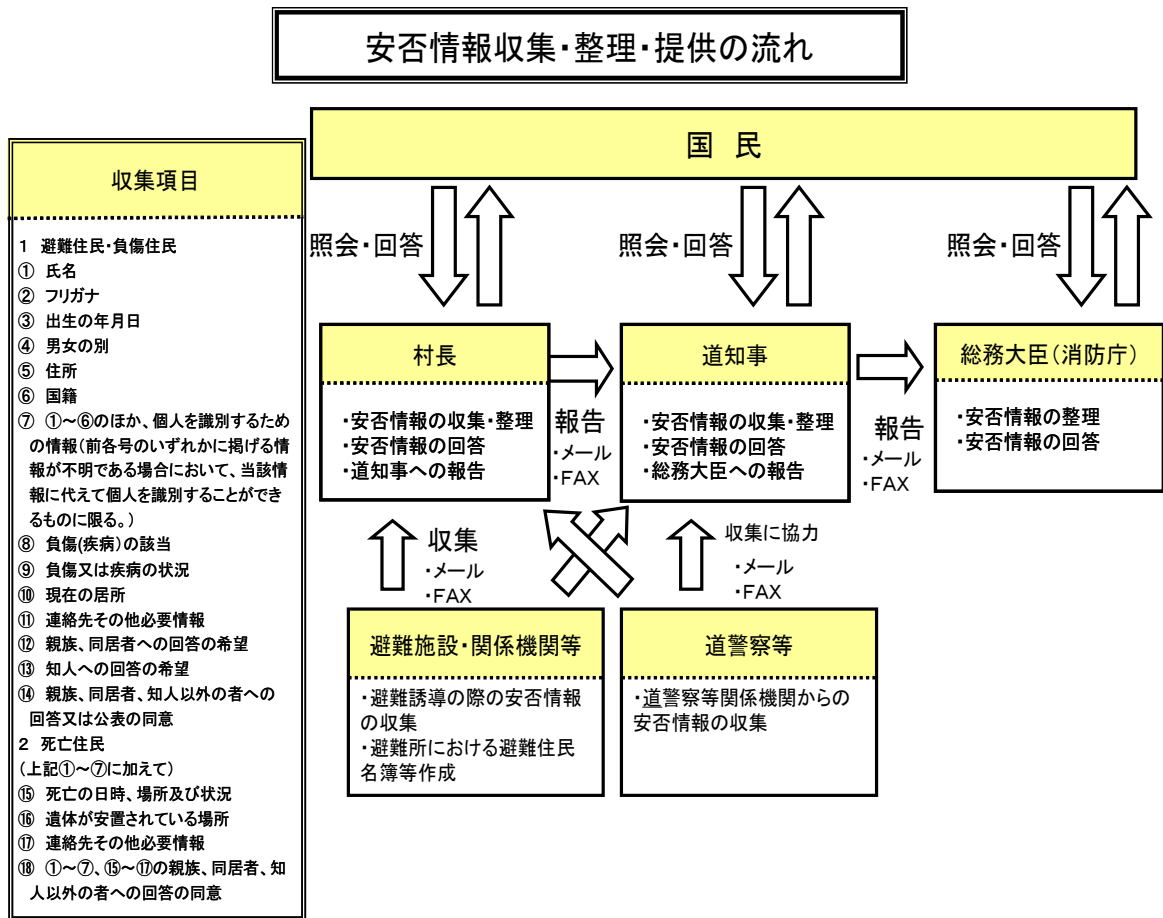 安否情報収集・整理・提供の流れ
国 民
収集項目
1 避難住民・負傷住民
① 氏名
② フリガナ
③ 出生の年月日
④ 男女の別
⑤ 住所
⑥ 国籍
⑦ ①～⑥のほか、個人を識別するため
の情報(前各号のいずれかに掲げる情
報が不明である場合において、当該情
報に代えて個人を識別することができ
るものに限る。)
⑧ 負傷(疾病)の該当
⑨ 負傷又は疾病の状況
⑩ 現在の居所
⑪ 連絡先その他必要情報
⑫ 親族、同居者への回答の希望
⑬ 知人への回答の希望
⑭ 親族、同居者、知人以外の者への
回答又は公表の同意
2 死亡住民
(上記①～⑦に加えて)
⑮ 死亡の日時、場所及び状況
⑯ 遺体が安置されている場所
⑰ 連絡先その他必要情報
⑱ ①～⑦、⑮～⑰の親族、同居者、知
人以外の者への回答の同意
照会・回答
照会・回答
照会・回答
村長
・安否情報の収集・整理
・安否情報の回答
・道知事への報告
報告
・メール
・FAX
道知事
・安否情報の収集・整理
・安否情報の回答
・総務大臣への報告
報告
・メール
・FAX
総務大臣(消防庁)
・安否情報の整理
・安否情報の回答
収集
・メール
・FAX
収集に協力
・メール
・FAX
避難施設・関係機関等
・避難誘導の際の安否情報
の収集
・避難所における避難住民
名簿等作成
道警察等
・道警察等関係機関からの
安否情報の収集